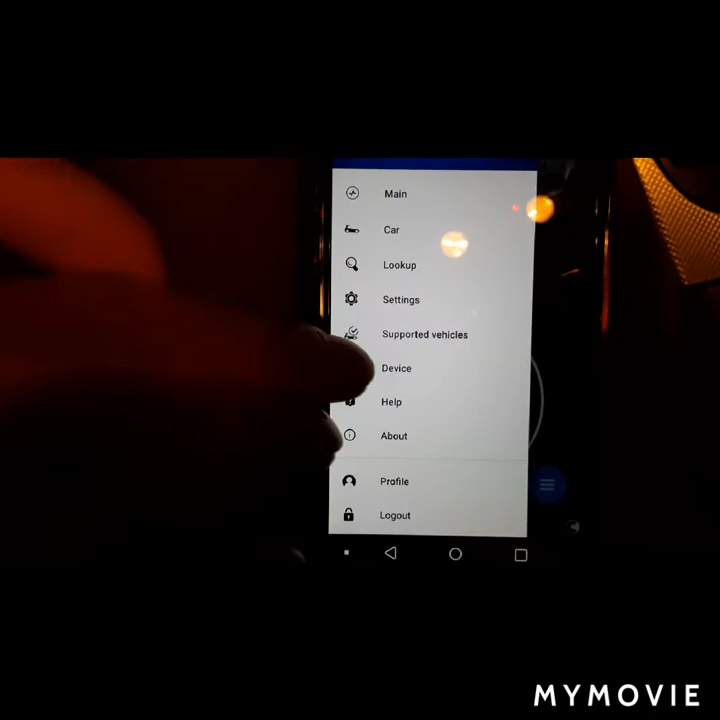 Main
Car
Lookup
Settings
Supported vehicles
Device
Help
About
Profile
Logout
MYMOVIE